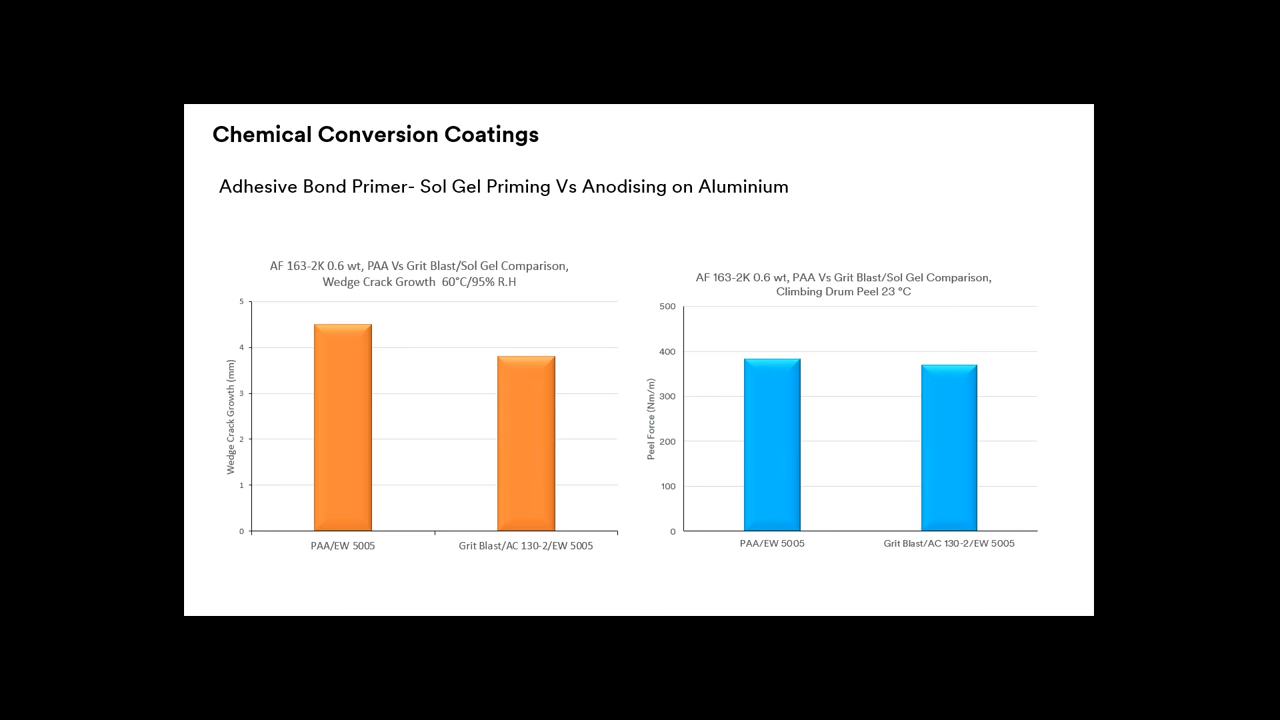 Chemical Conversion Coatings
Adhesive Bond Primer- Sol Gel Priming Vs Anodising on Aluminium
AF 163-2K 0.6 wt, PAA Vs Grit Blast/Sol Gel Comparison,
Wedge Crack Growth 60°C/95% R.H
5
4
3
2
1
0
Wedge Crack Growth (mm)
PAA/EW 5005
Grit Blast/AC 130-2/EW 5005
AF 163-2K 0.6 wt, PAA Vs Grit Blast/Sol Gel Comparison,
Climbing Drum Peel 23 °C
500
400
300
200
100
0
Peel Force (Nm/m)
PAA/EW 5005
Grit Blast/AC 130-2/EW 5005